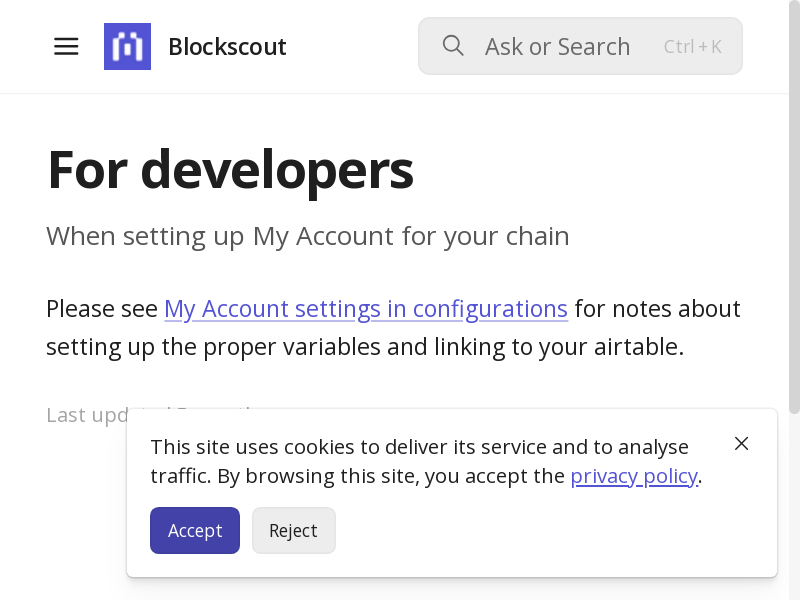 Blockscout
Ask or Search
Ctrl + K
For developers
When setting up My Account for your chain
Please see My Account settings in configurations for notes about
setting up the proper variables and linking to your airtable.
Last updated
This site uses cookies to deliver its service and to analyse
traffic. By browsing this site, you accept the privacy policy.
Accept
Reject